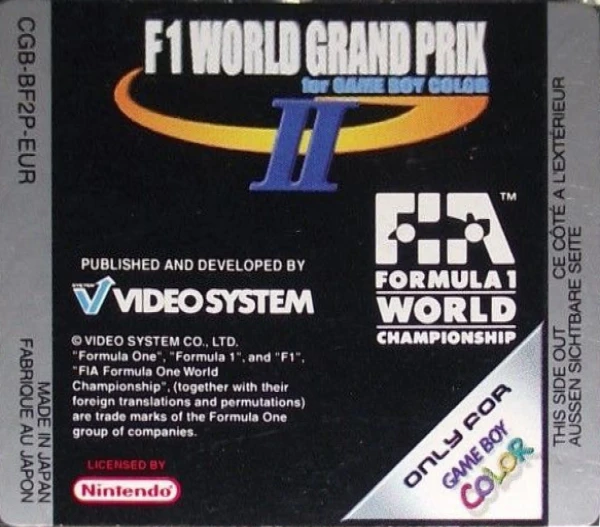 CGB-BF2P-EUR
F1 WORLD GRAND PRIX
for GAME BOY COLOR
II
FIA™
FORMULA 1
WORLD
CHAMPIONSHIP
PUBLISHED AND DEVELOPED BY
VIDEO SYSTEM
© VIDEO SYSTEM CO., LTD.
"Formula One", "Formula 1", and "F1",
"FIA Formula One World
Championship", (together with their
foreign translations and permutations)
are trade marks of the Formula One
group of companies.
LICENSED BY
Nintendo
ONLY FOR
GAME BOY
COLOR
MADE IN JAPAN
FABRIQUE AU JAPON
THIS SIDE OUT CE CÔTÉ A L'EXTÉRIEUR
AUSSEN SICHTBARE SEITE